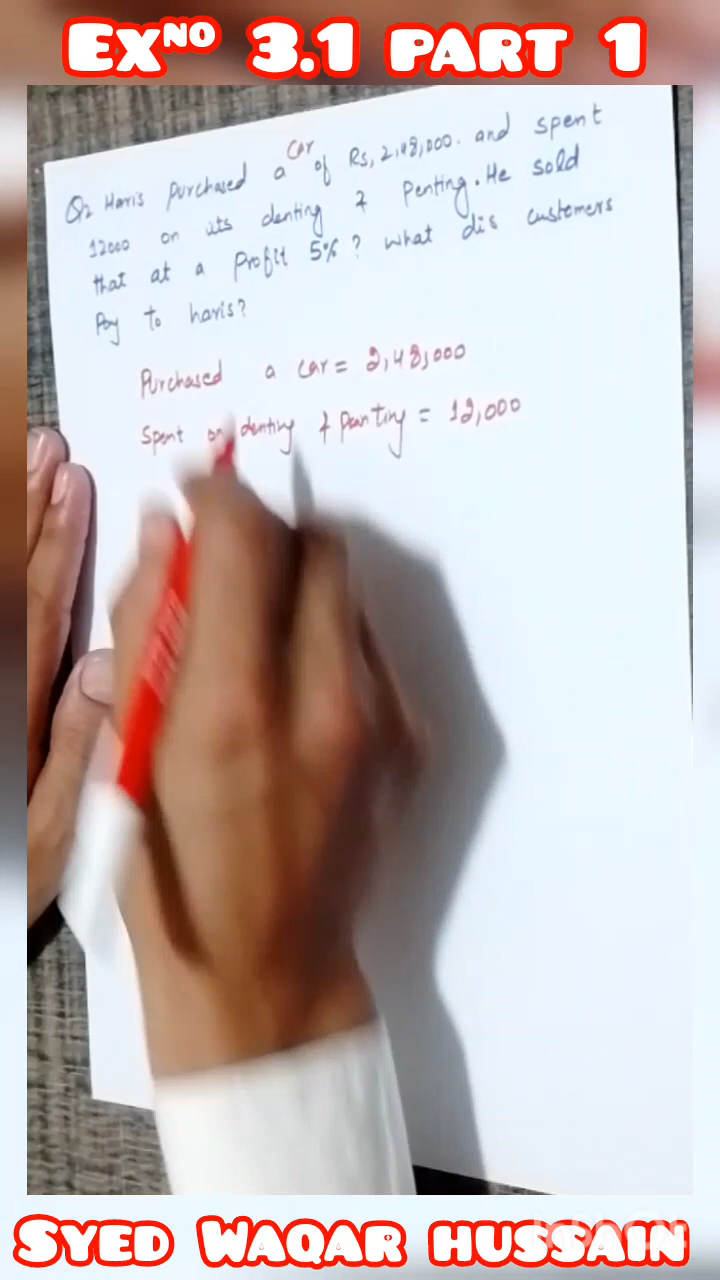 Exᴺᴼ 3.1 PART 1
Car
Q2 Haris purchased a of Rs, 2,48,000. and spent
12000 on its denting & Penting. He sold
that at a Profit 5%? what dis customers
Pay to haris?
Purchased a car = 2,48,000
Spent on denting & Panting = 12,000
SYED WAQAR HUSSAIN